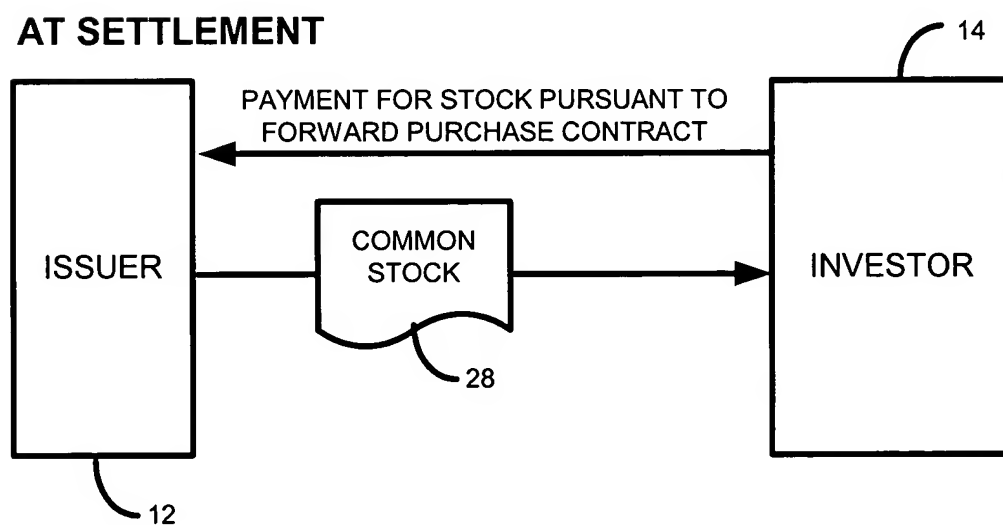 AT SETTLEMENT
14
PAYMENT FOR STOCK PURSUANT TO
FORWARD PURCHASE CONTRACT
ISSUER
COMMON
STOCK
INVESTOR
28
12